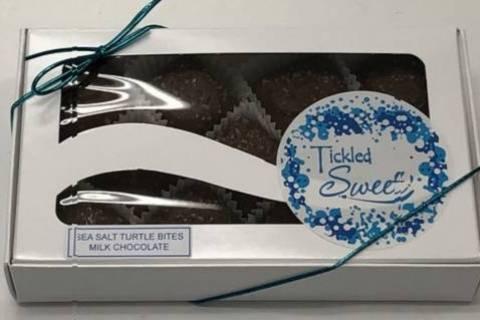 Tickled
Sweet
SEA SALT TURTLE BITES
MILK CHOCOLATE